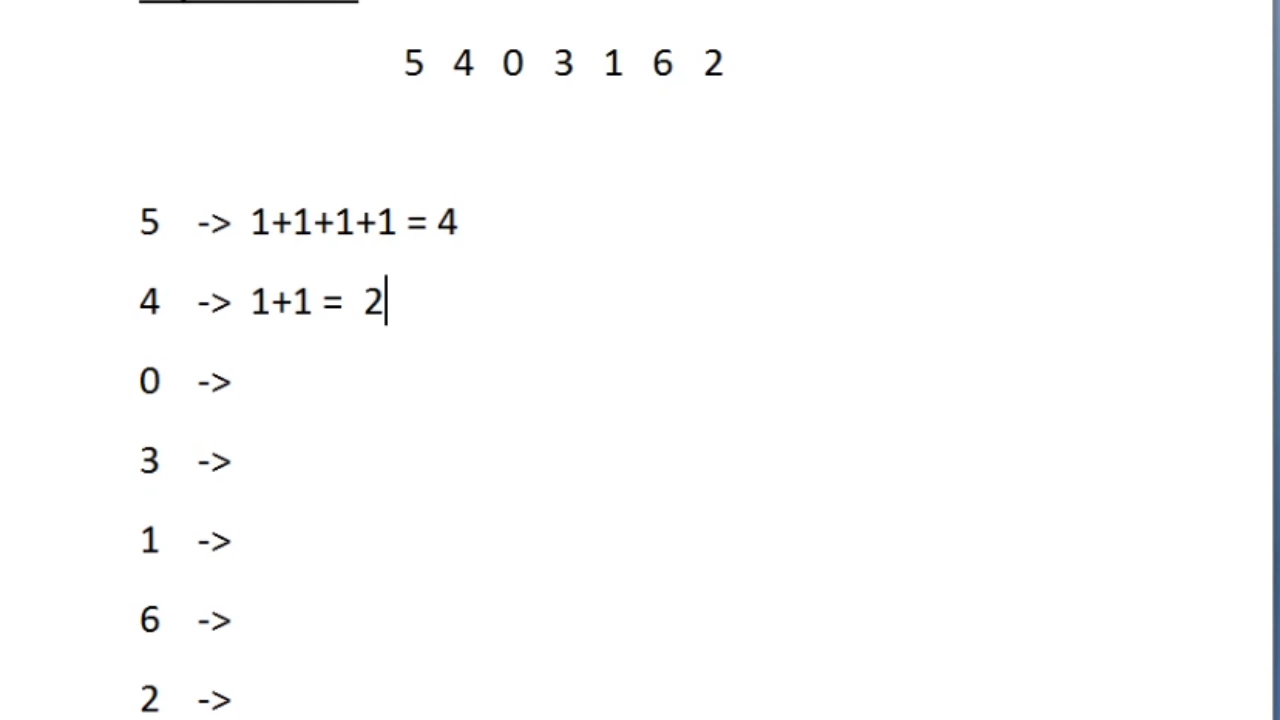 5 4 0 3 1 6 2
5 -> 1+1+1+1 = 4
4 -> 1+1 = 2
0 ->
3 ->
1 ->
6 ->
2 ->